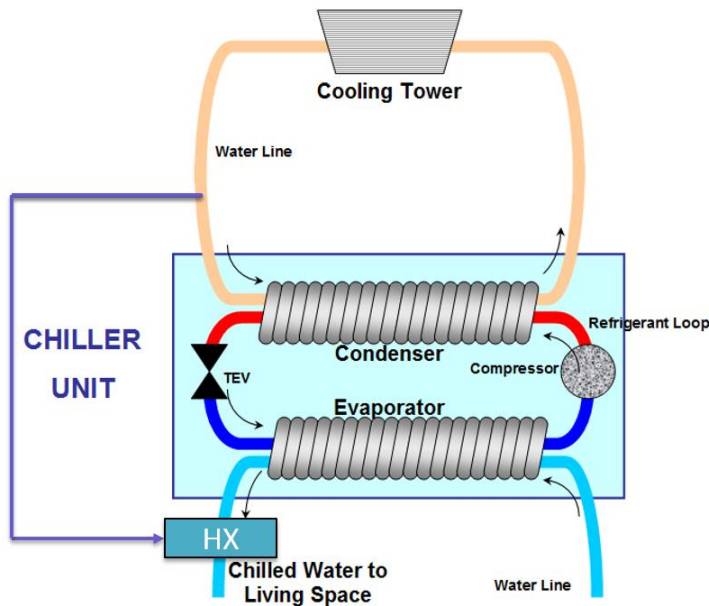 Cooling Tower
Water Line
CHILLER
UNIT
Refrigerant Loop
Condenser
Compressor
TEV
Evaporator
HX
Chilled Water to
Living Space
Water Line